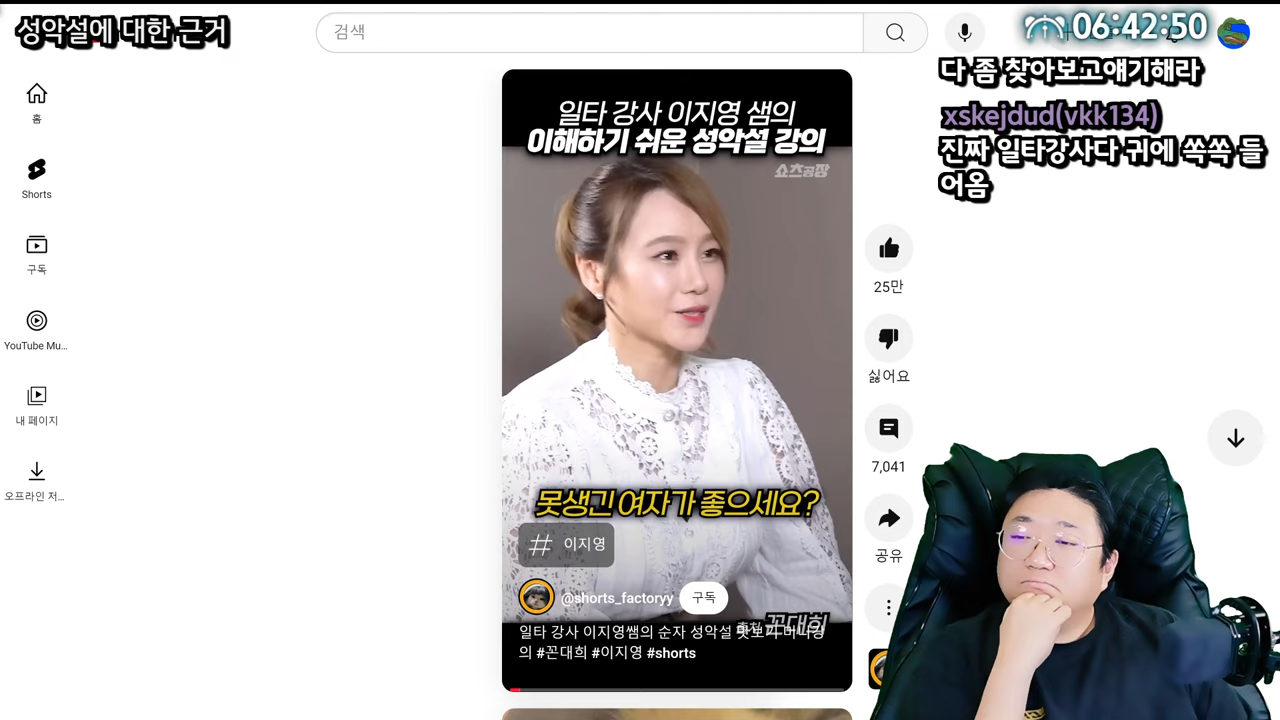 성악설에 대한 근거
검색
06:42:50
다 좀 찾아보고얘기해라
xskejdud(vkk134)
진짜 일타강사다 귀에 쏙쏙 들
어옴
홈
Shorts
구독
YouTube Mu...
내 페이지
오프라인 저...
일타 강사 이지영 샘의
이해하기 쉬운 성악설 강의
쇼츠공장
못생긴 여자가 좋으세요?
# 이지영
@shorts_factoryy 구독
출처 꼰대희
일타 강사 이지영쌤의 순자 성악설 맛보기
의 #꼰대희 #이지영 #shorts
25만
싫어요
7,041
공유